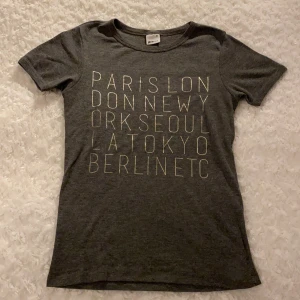 PARISLON
DONNEWY
ORKSEOUL
LATOKYO
BERLINETC